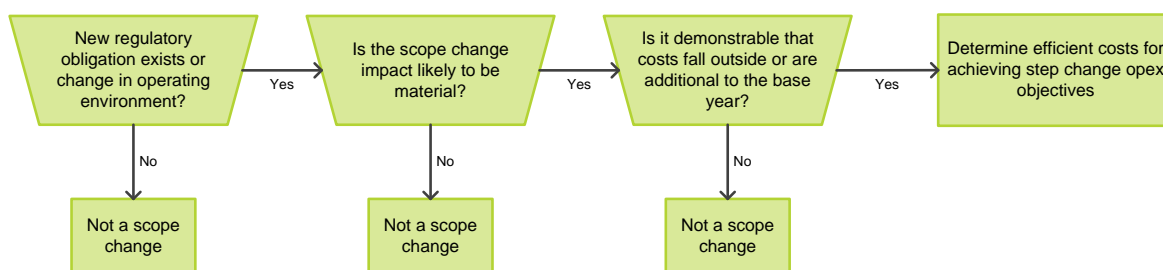 New regulatory
obligation exists or
change in operating
environment?
Yes
Is the scope change
impact likely to be
material?
Yes
Is it demonstrable that
costs fall outside or are
additional to the base
year?
Yes
Determine efficient costs for
achieving step change opex
objectives
No
No
No
Not a scope
change
Not a scope
change
Not a scope
change